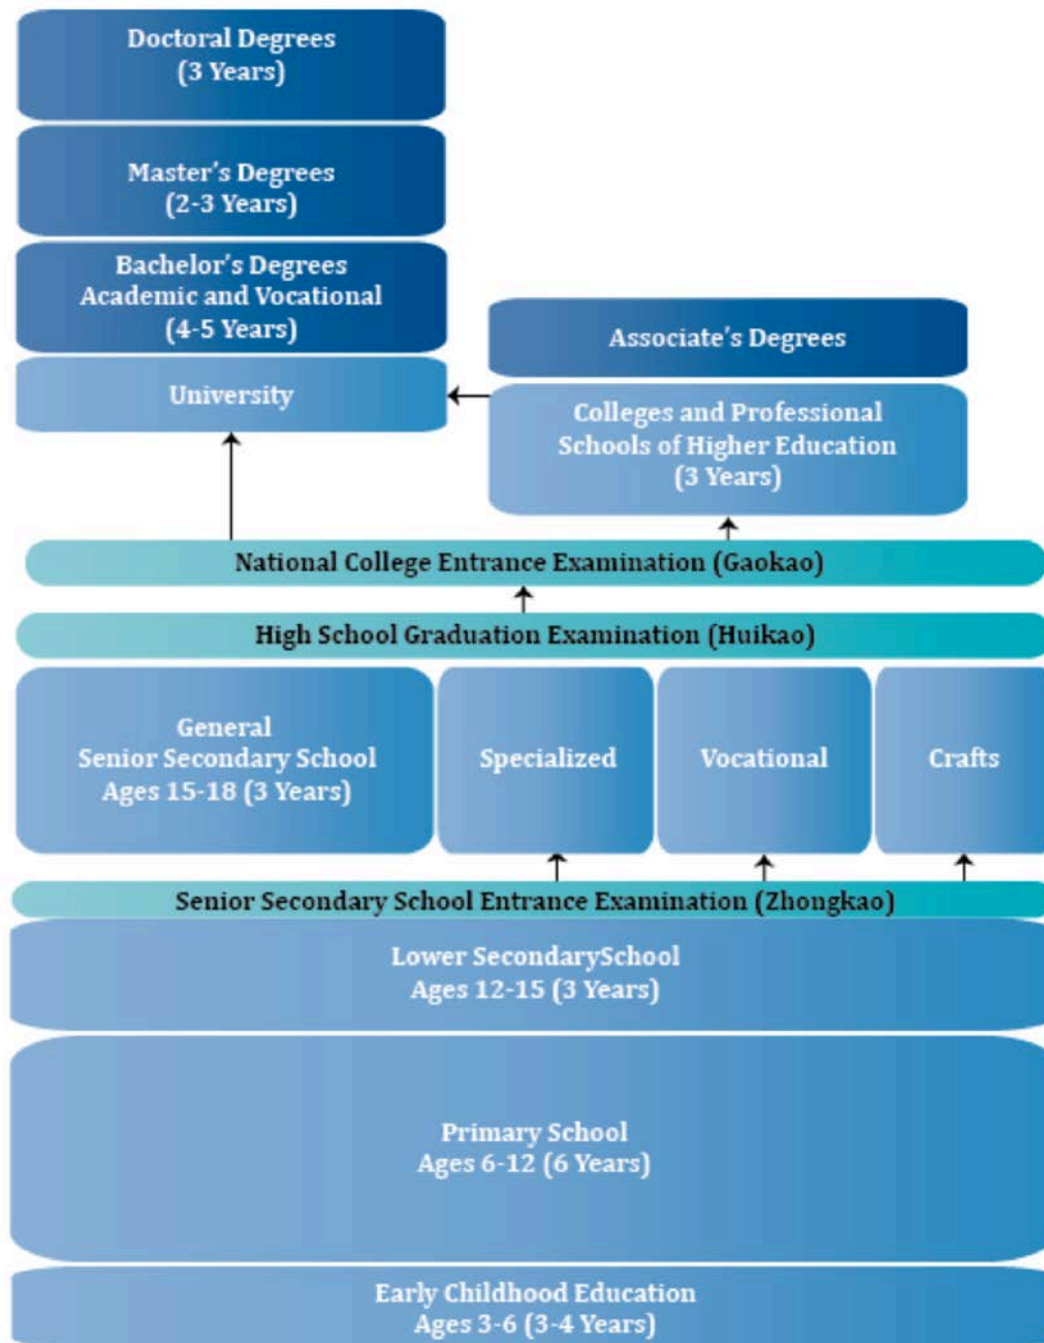 Doctoral Degrees
(3 Years)
Master's Degrees
(2-3 Years)
Bachelor's Degrees
Academic and Vocational
(4-5 Years)
University
Associate's Degrees
Colleges and Professional
Schools of Higher Education
(3 Years)
National College Entrance Examination (Gaokao)
High School Graduation Examination (Huikao)
General
Senior Secondary School
Ages 15-18 (3 Years)
Specialized
Vocational
Crafts
Senior Secondary School Entrance Examination (Zhongkao)
Lower SecondarySchool
Ages 12-15 (3 Years)
Primary School
Ages 6-12 (6 Years)
Early Childhood Education
Ages 3-6 (3-4 Years)